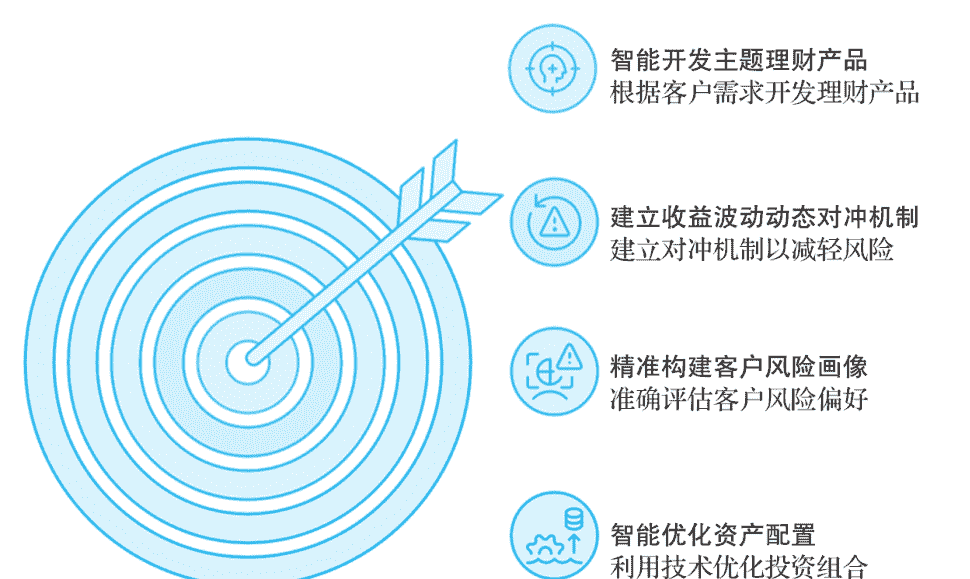 智能开发主题理财产品
根据客户需求开发理财产品
建立收益波动动态对冲机制
建立对冲机制以减轻风险
精准构建客户风险画像
准确评估客户风险偏好
智能优化资产配置
利用技术优化投资组合